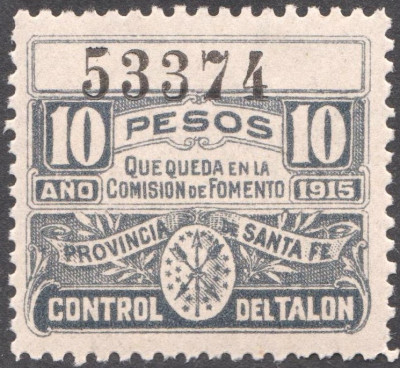 53374
10 PESOS 10
QUE QUEDA EN LA
AÑO COMISION DE FOMENTO 1915
PROVINCIA DE SANTA FE
CONTROL DEL TALON